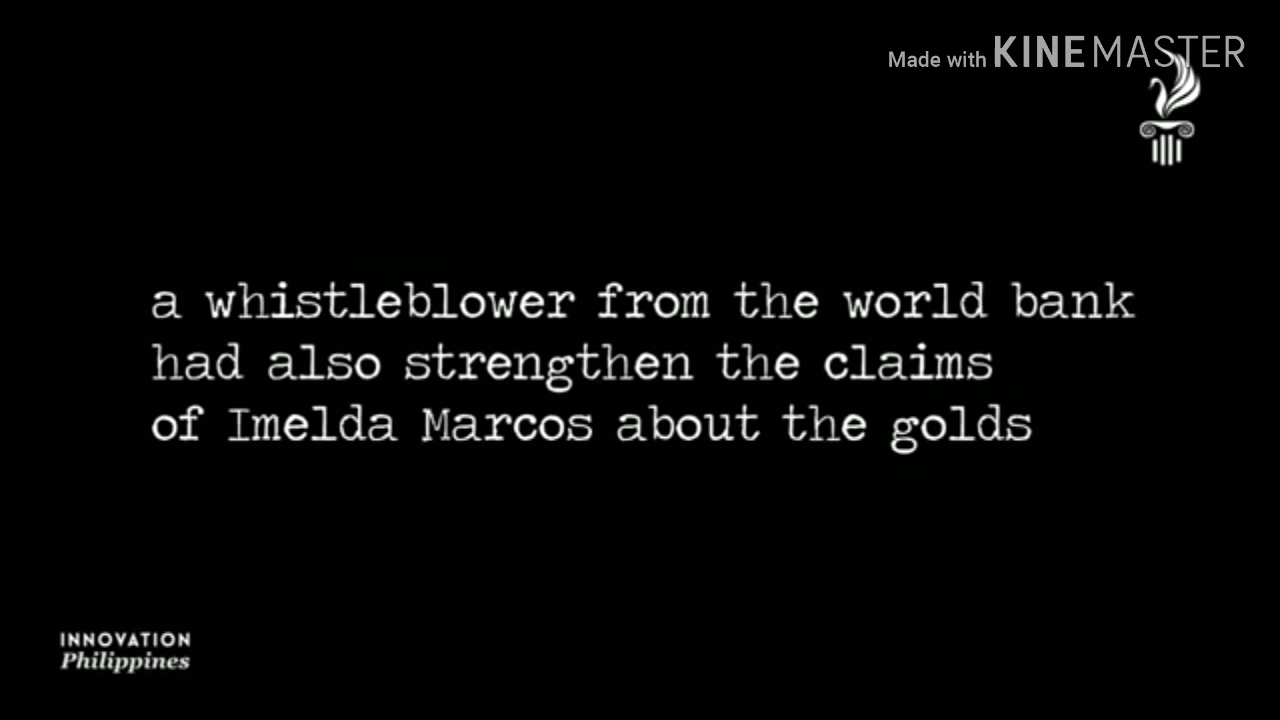 Made with KINEMASTER
a whistleblower from the world bank
had also strengthen the claims
of Imelda Marcos about the golds
INNOVATION
Philippines